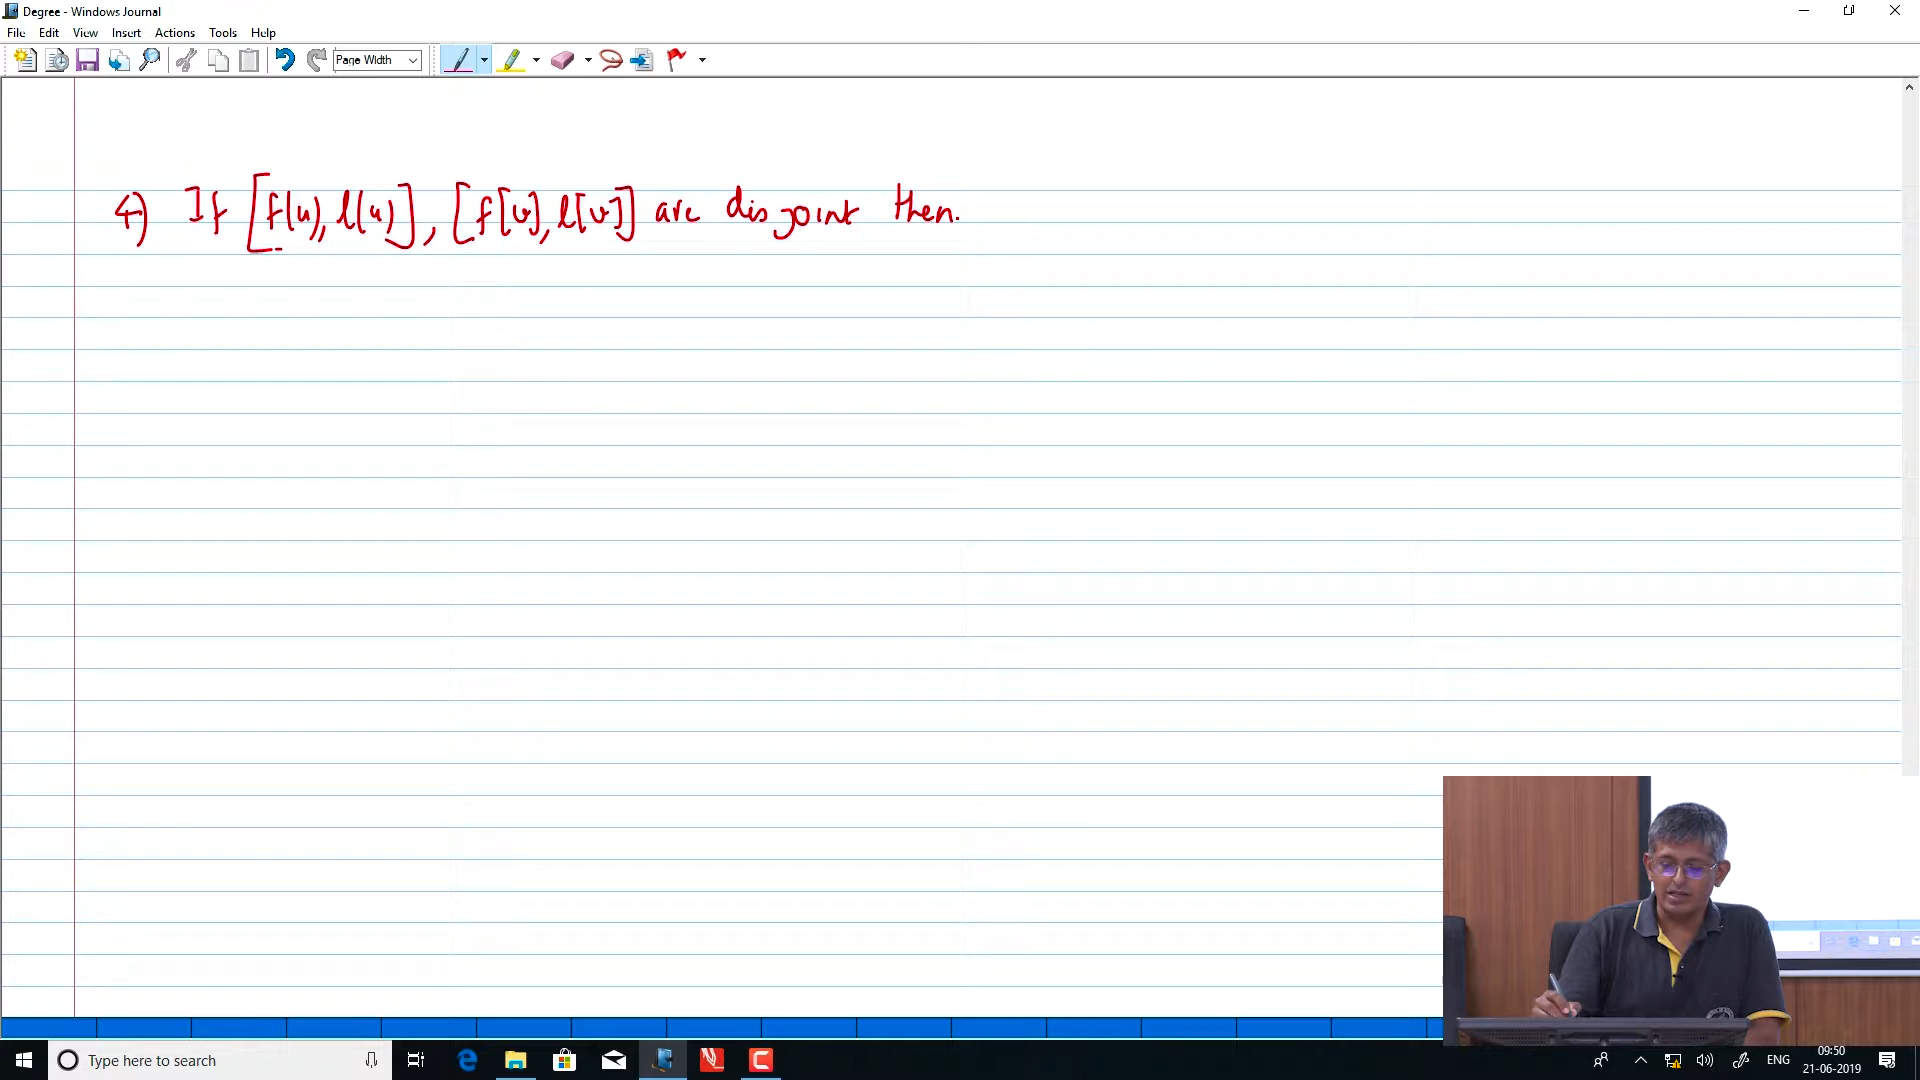 Degree - Windows Journal
File Edit View Insert Actions Tools Help
Page Width
4) If [f(u), l(u)], [f[v], l[v]] are disjoint then.
Type here to search
ENG
09:50
21-06-2019